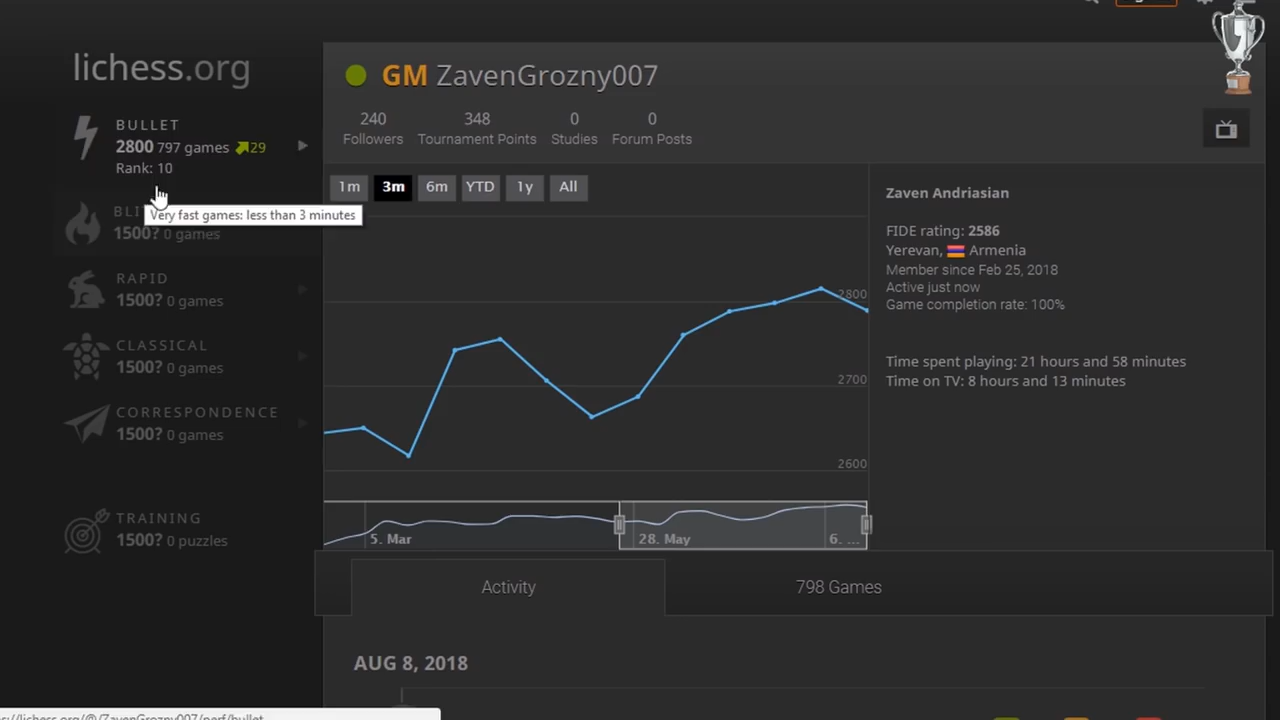 lichess.org
BULLET
2800 797 games 29
Rank: 10
Very fast games: less than 3 minutes
1500? 0 games
RAPID
1500? 0 games
CLASSICAL
1500? 0 games
CORRESPONDENCE
1500? 0 games
TRAINING
1500? 0 puzzles
GM ZavenGrozny007
240 Followers
348 Tournament Points
0 Studies
0 Forum Posts
1m 3m 6m YTD 1y All
2800
2700
2600
5. Mar
28. May
6. ...
Zaven Andriasian
FIDE rating: 2586
Yerevan, Armenia
Member since Feb 25, 2018
Active just now
Game completion rate: 100%
Time spent playing: 21 hours and 58 minutes
Time on TV: 8 hours and 13 minutes
Activity
798 Games
AUG 8, 2018